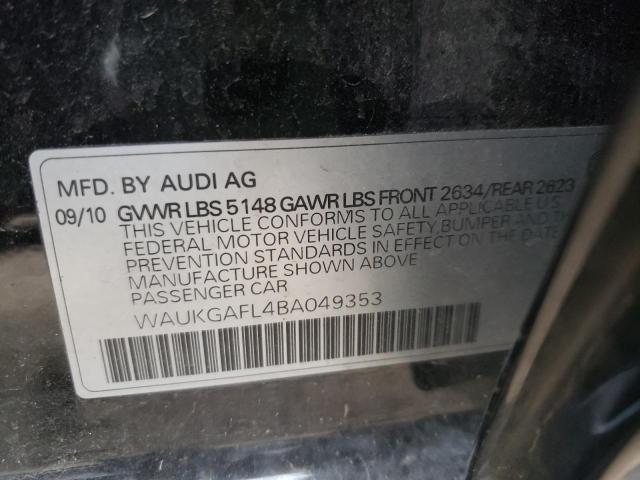 MFD. BY AUDI AG
09/10 GVWR LBS 5148 GAWR LBS FRONT 2634/REAR 2623
THIS VEHICLE CONFORMS TO ALL APPLICABLE U.S.
FEDERAL MOTOR VEHICLE SAFETY, BUMPER AND THEFT
PREVENTION STANDARDS IN EFFECT ON THE DATE
MANUFACTURE SHOWN ABOVE
PASSENGER CAR
WAUKGAFL4BA049353